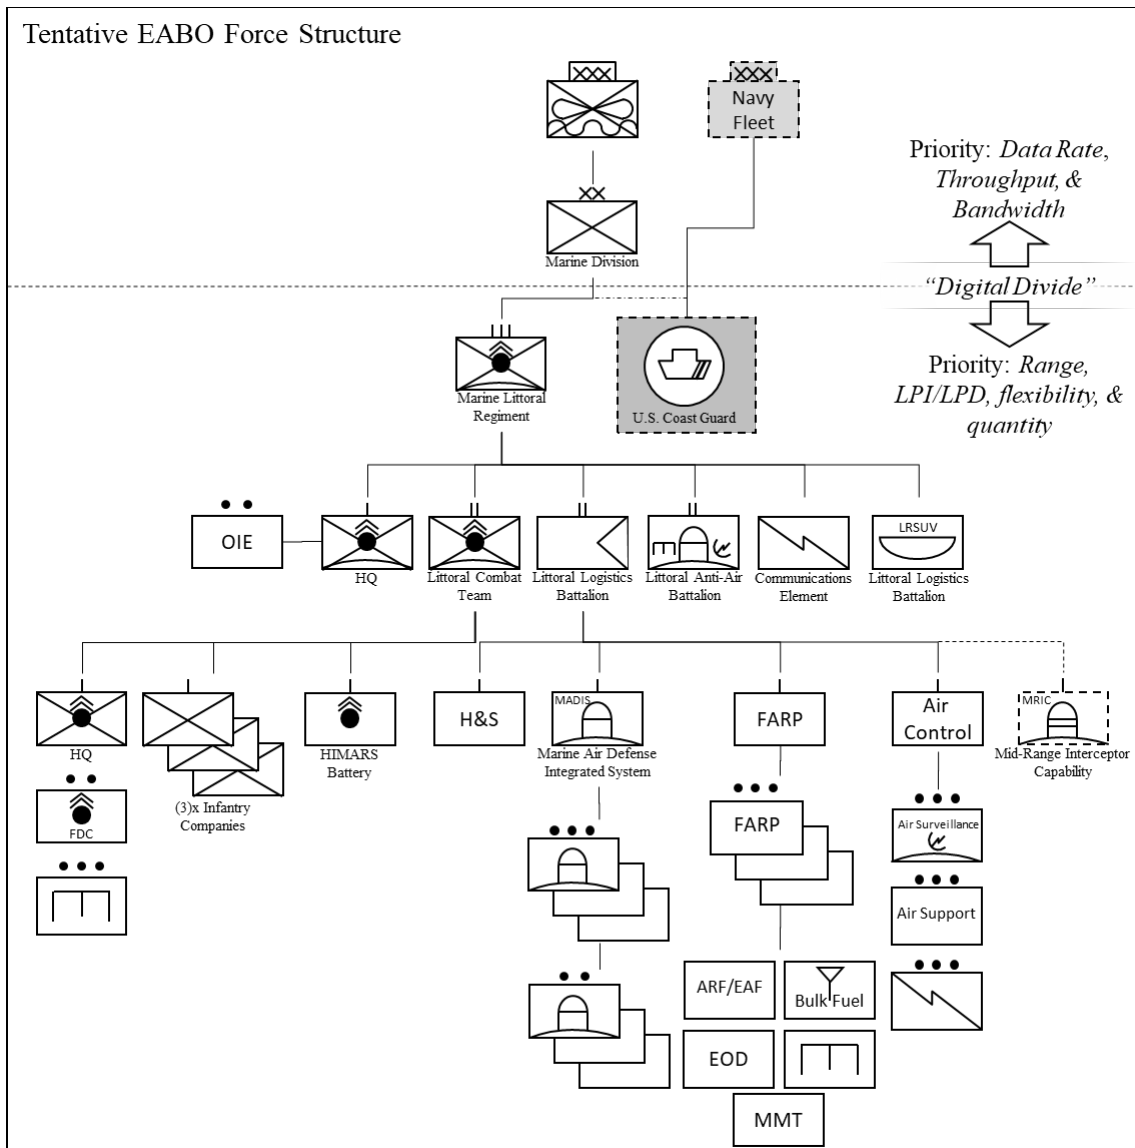 Tentative EABO Force Structure
XXX
XXX
Navy
Fleet
Priority: Data Rate,
Throughput, &
Bandwidth
XX
Marine Division
“Digital Divide”
Priority: Range,
LPI/LPD, flexibility, &
quantity
Marine Littoral
Regiment
U.S. Coast Guard
OIE
HQ
Littoral Combat
Team
Littoral Logistics
Battalion
Littoral Anti-Air
Battalion
Communications
Element
LRSUV
Littoral Logistics
Battalion
HQ
FDC
(3)x Infantry
Companies
HIMARS
Battery
H&S
MADIS
Marine Air Defense
Integrated System
FARP
Air
Control
MRIC
Mid-Range Interceptor
Capability
FARP
Air Surveillance
Air Support
ARF/EAF
Bulk Fuel
EOD
MMT